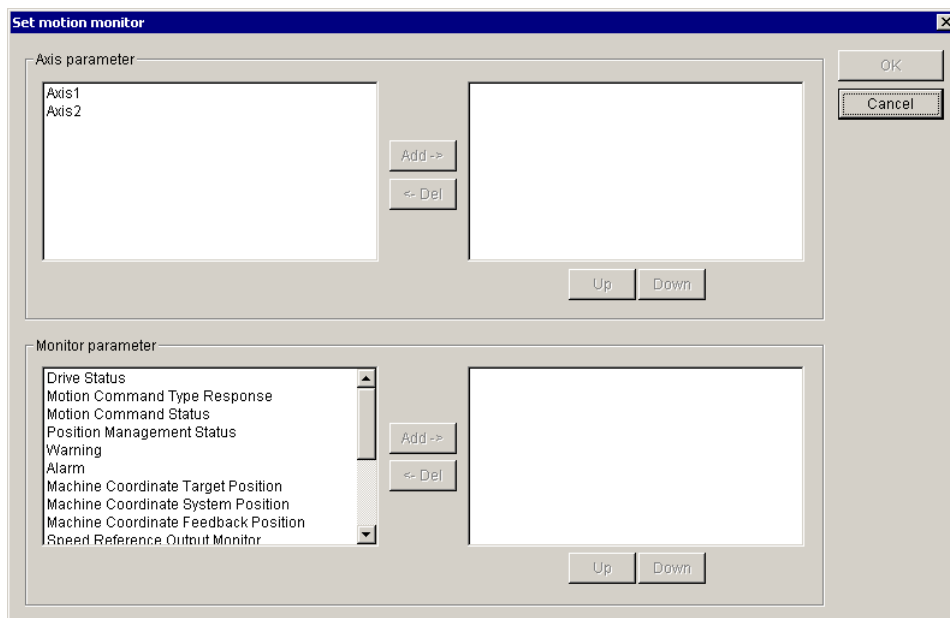 Set motion monitor
Axis parameter
Axis1
Axis2
Add ->
<- Del
Up
Down
OK
Cancel
Monitor parameter
Drive Status
Motion Command Type Response
Motion Command Status
Position Management Status
Warning
Alarm
Machine Coordinate Target Position
Machine Coordinate System Position
Machine Coordinate Feedback Position
Speed Reference Output Monitor
Add ->
<- Del
Up
Down